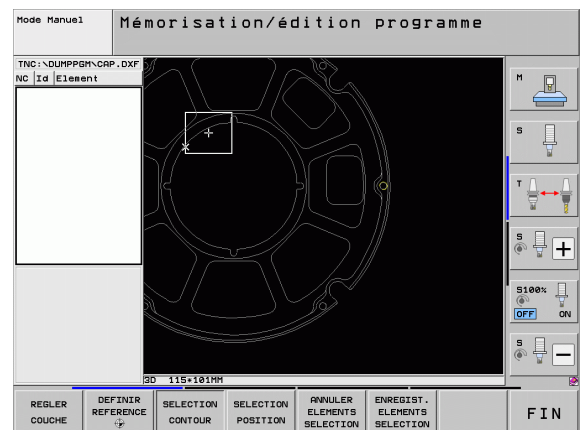 Mode Manuel
Mémorisation/édition programme
TNC:\DUMPPGM\CAP.DXF
NC Id Element
M
S
T
S
S100%
OFF ON
S
3D 115*101MM
REGLER COUCHE
DEFINIR REFERENCE
SELECTION CONTOUR
SELECTION POSITION
ANNULER ELEMENTS SELECTION
ENREGIST. ELEMENTS SELECTION
FIN